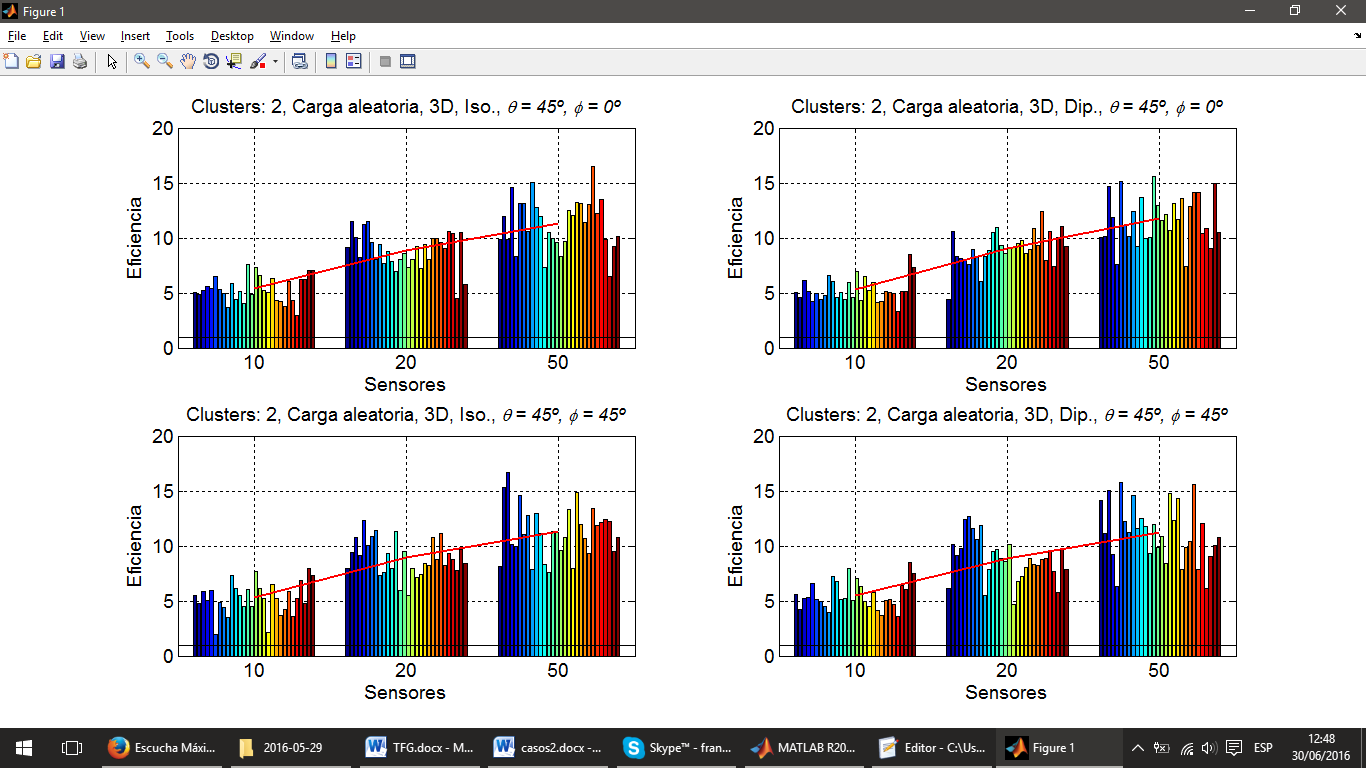 Figure 1
File Edit View Insert Tools Desktop Window Help
Clusters: 2, Carga aleatoria, 3D, Iso., θ = 45º, ϕ = 0º
20
15
10
5
0
Eficiencia
10 20 50
Sensores
Clusters: 2, Carga aleatoria, 3D, Dip., θ = 45º, ϕ = 0º
20
15
10
5
0
Eficiencia
10 20 50
Sensores
Clusters: 2, Carga aleatoria, 3D, Iso., θ = 45º, ϕ = 45º
20
15
10
5
0
Eficiencia
10 20 50
Sensores
Clusters: 2, Carga aleatoria, 3D, Dip., θ = 45º, ϕ = 45º
20
15
10
5
0
Eficiencia
10 20 50
Sensores
Escucha Máxi... 2016-05-29 TFG.docx - M... casos2.docx -... Skype™ - fran... MATLAB R20... Editor - C:\Us... Figure 1 ESP 12:48
30/06/2016